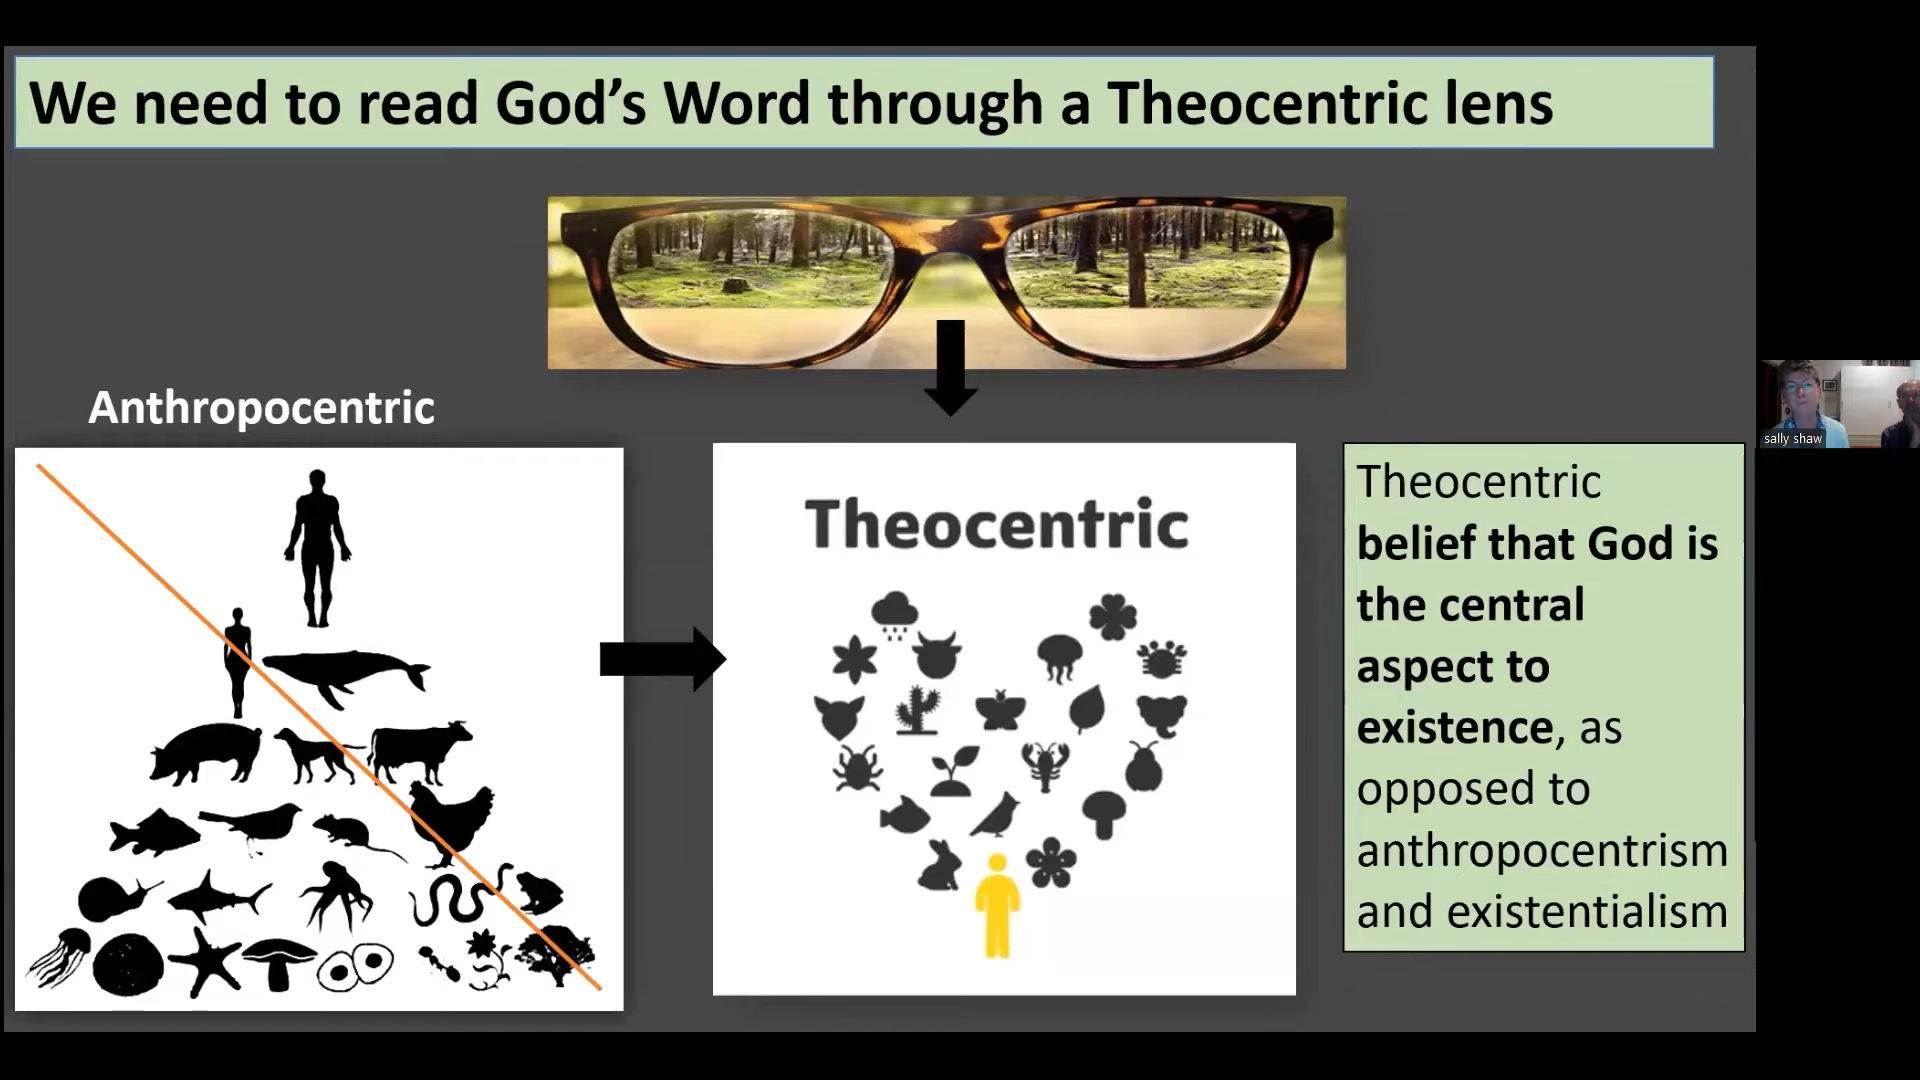 We need to read God’s Word through a Theocentric lens
Anthropocentric
Theocentric
Theocentric
belief that God is
the central
aspect to
existence, as
opposed to
anthropocentrism
and existentialism
sally shaw